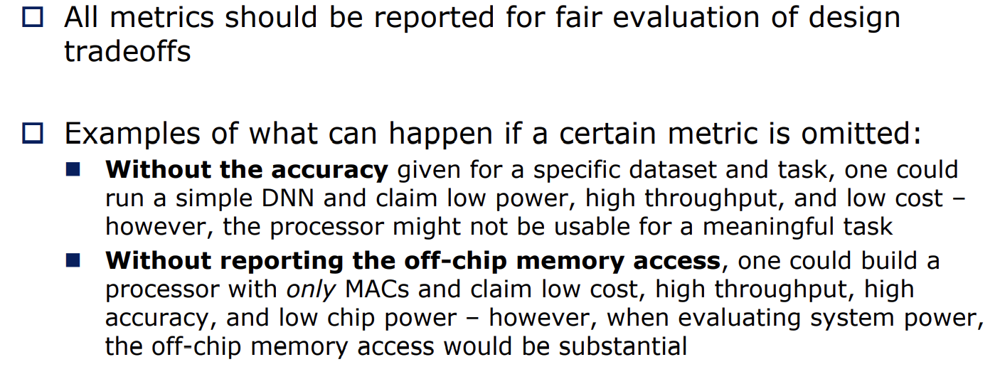 All metrics should be reported for fair evaluation of design
tradeoffs
Examples of what can happen if a certain metric is omitted:
Without the accuracy given for a specific dataset and task, one could
run a simple DNN and claim low power, high throughput, and low cost –
however, the processor might not be usable for a meaningful task
Without reporting the off-chip memory access, one could build a
processor with only MACs and claim low cost, high throughput, high
accuracy, and low chip power – however, when evaluating system power,
the off-chip memory access would be substantial